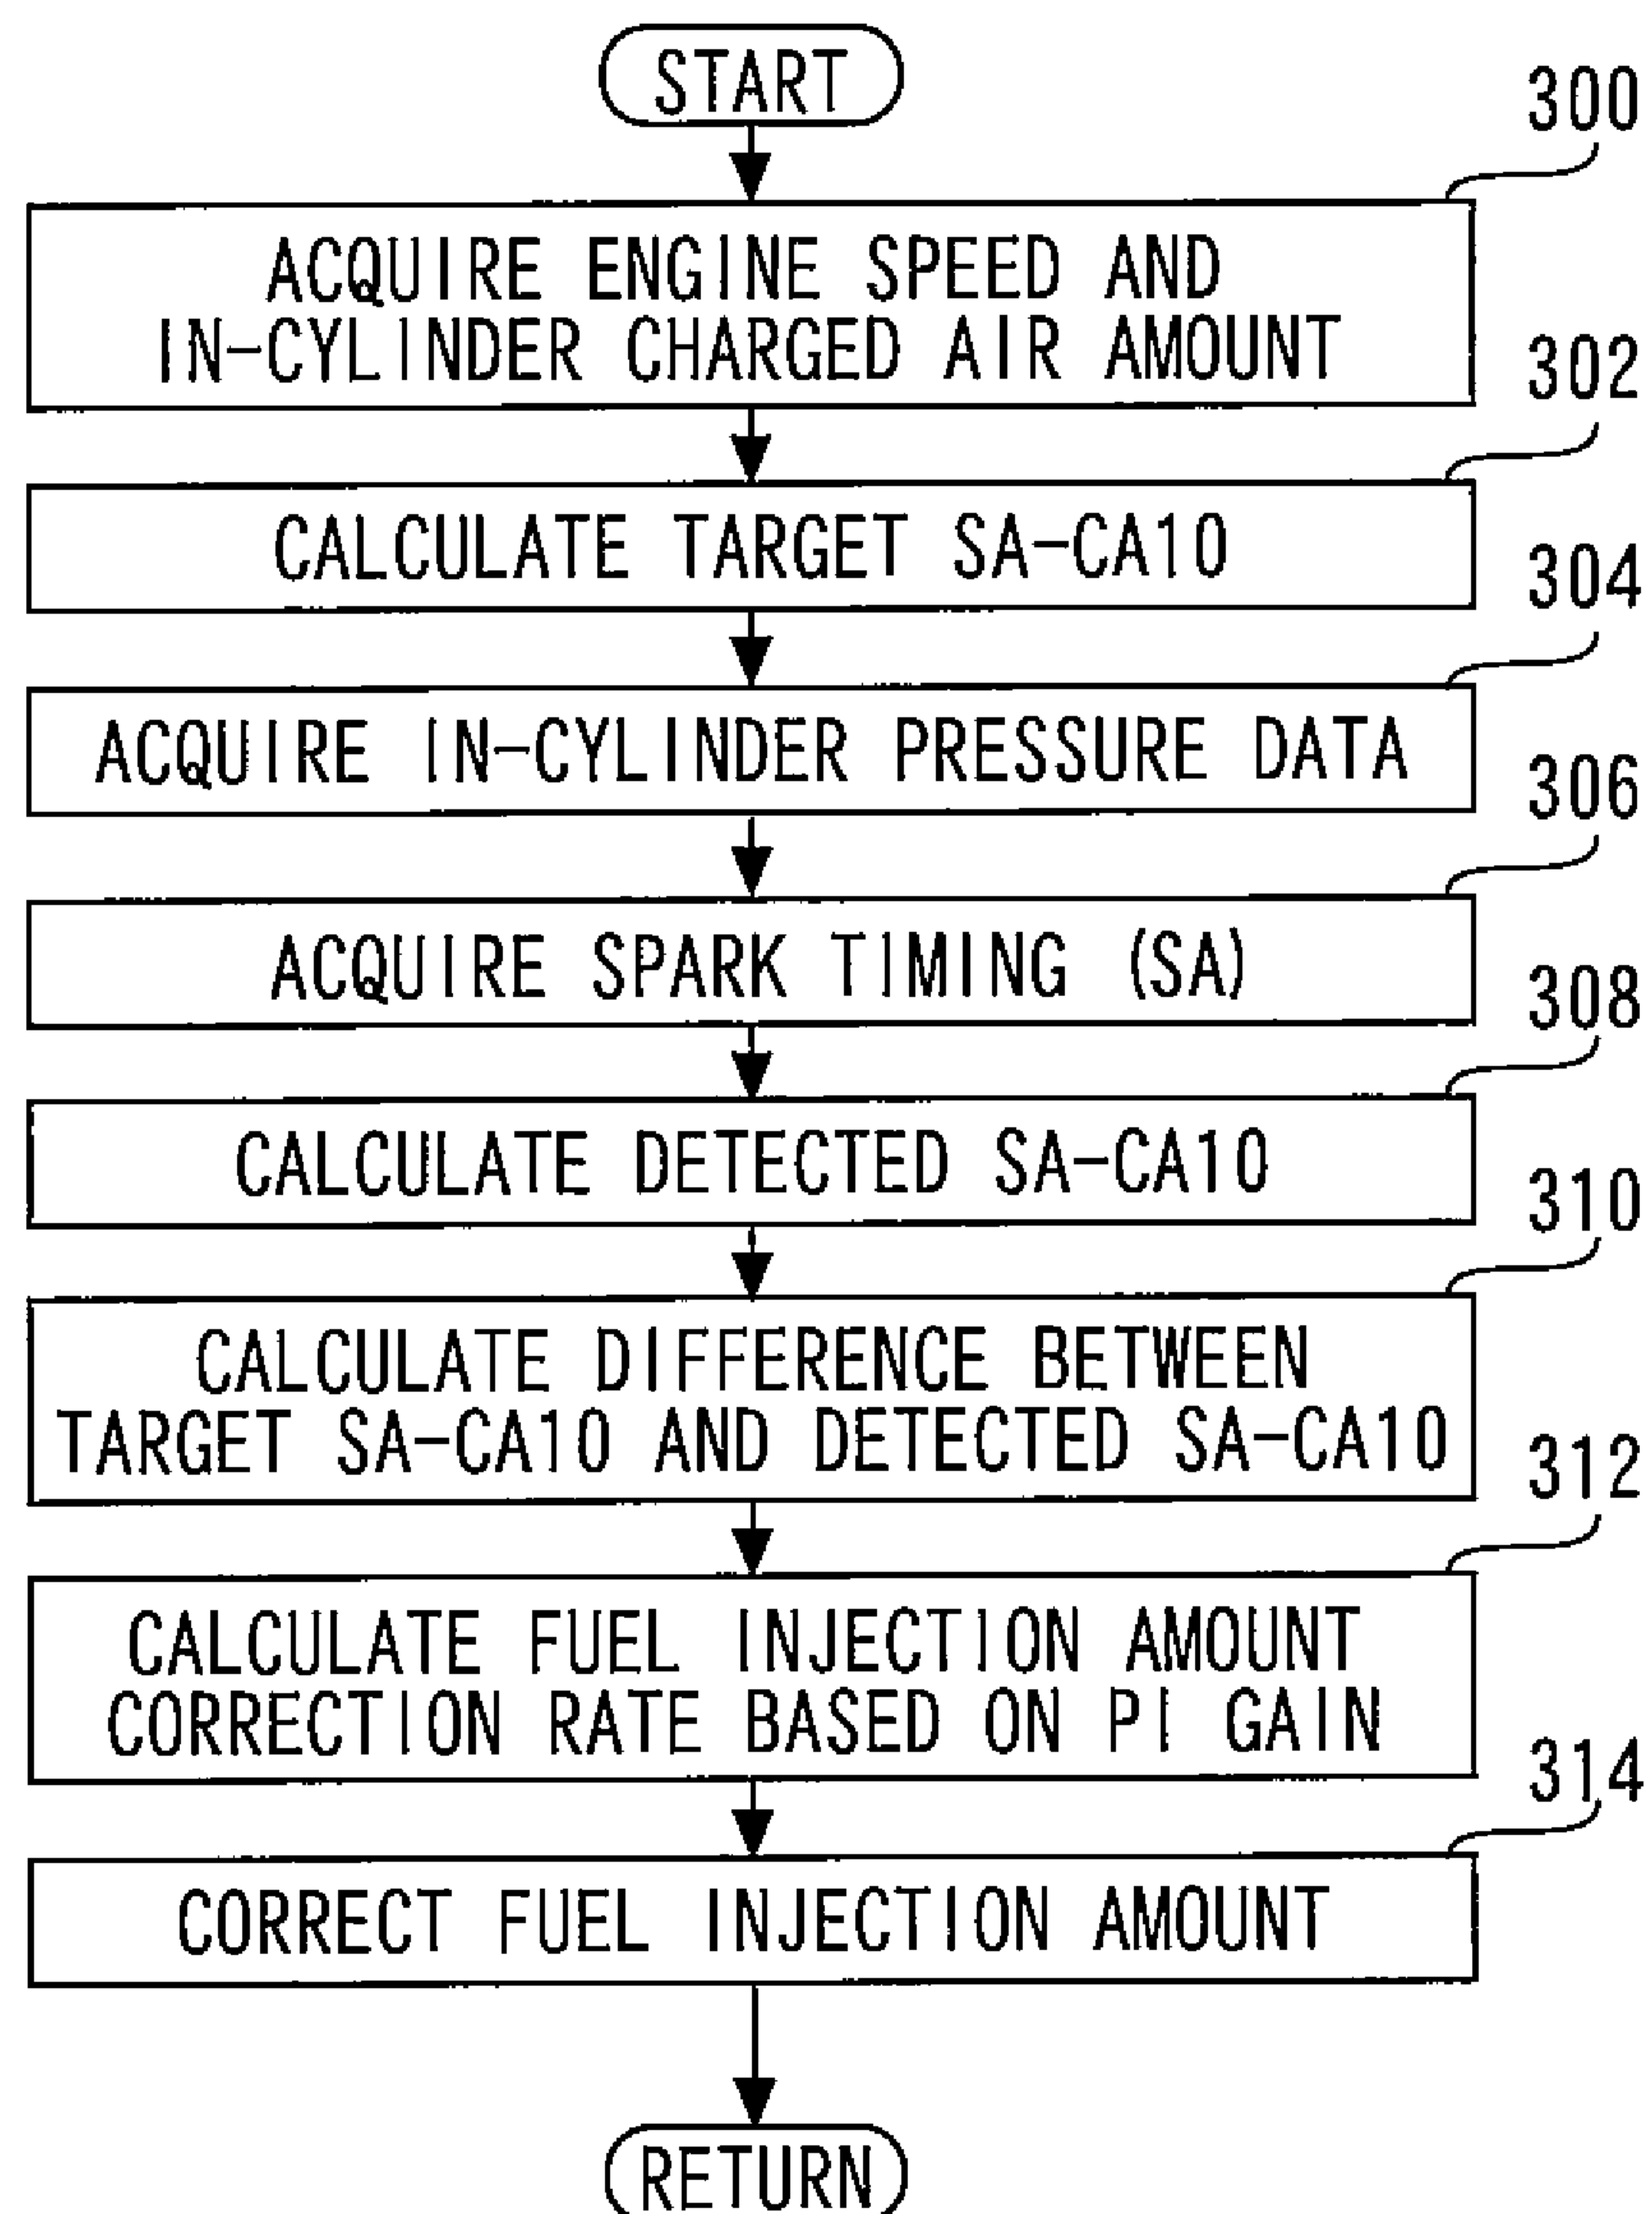 START
300
ACQUIRE ENGINE SPEED AND
IN-CYLINDER CHARGED AIR AMOUNT
302
CALCULATE TARGET SA-CA10
304
ACQUIRE IN-CYLINDER PRESSURE DATA
306
ACQUIRE SPARK TIMING (SA)
308
CALCULATE DETECTED SA-CA10
310
CALCULATE DIFFERENCE BETWEEN
TARGET SA-CA10 AND DETECTED SA-CA10
312
CALCULATE FUEL INJECTION AMOUNT
CORRECTION RATE BASED ON PI GAIN
314
CORRECT FUEL INJECTION AMOUNT
RETURN